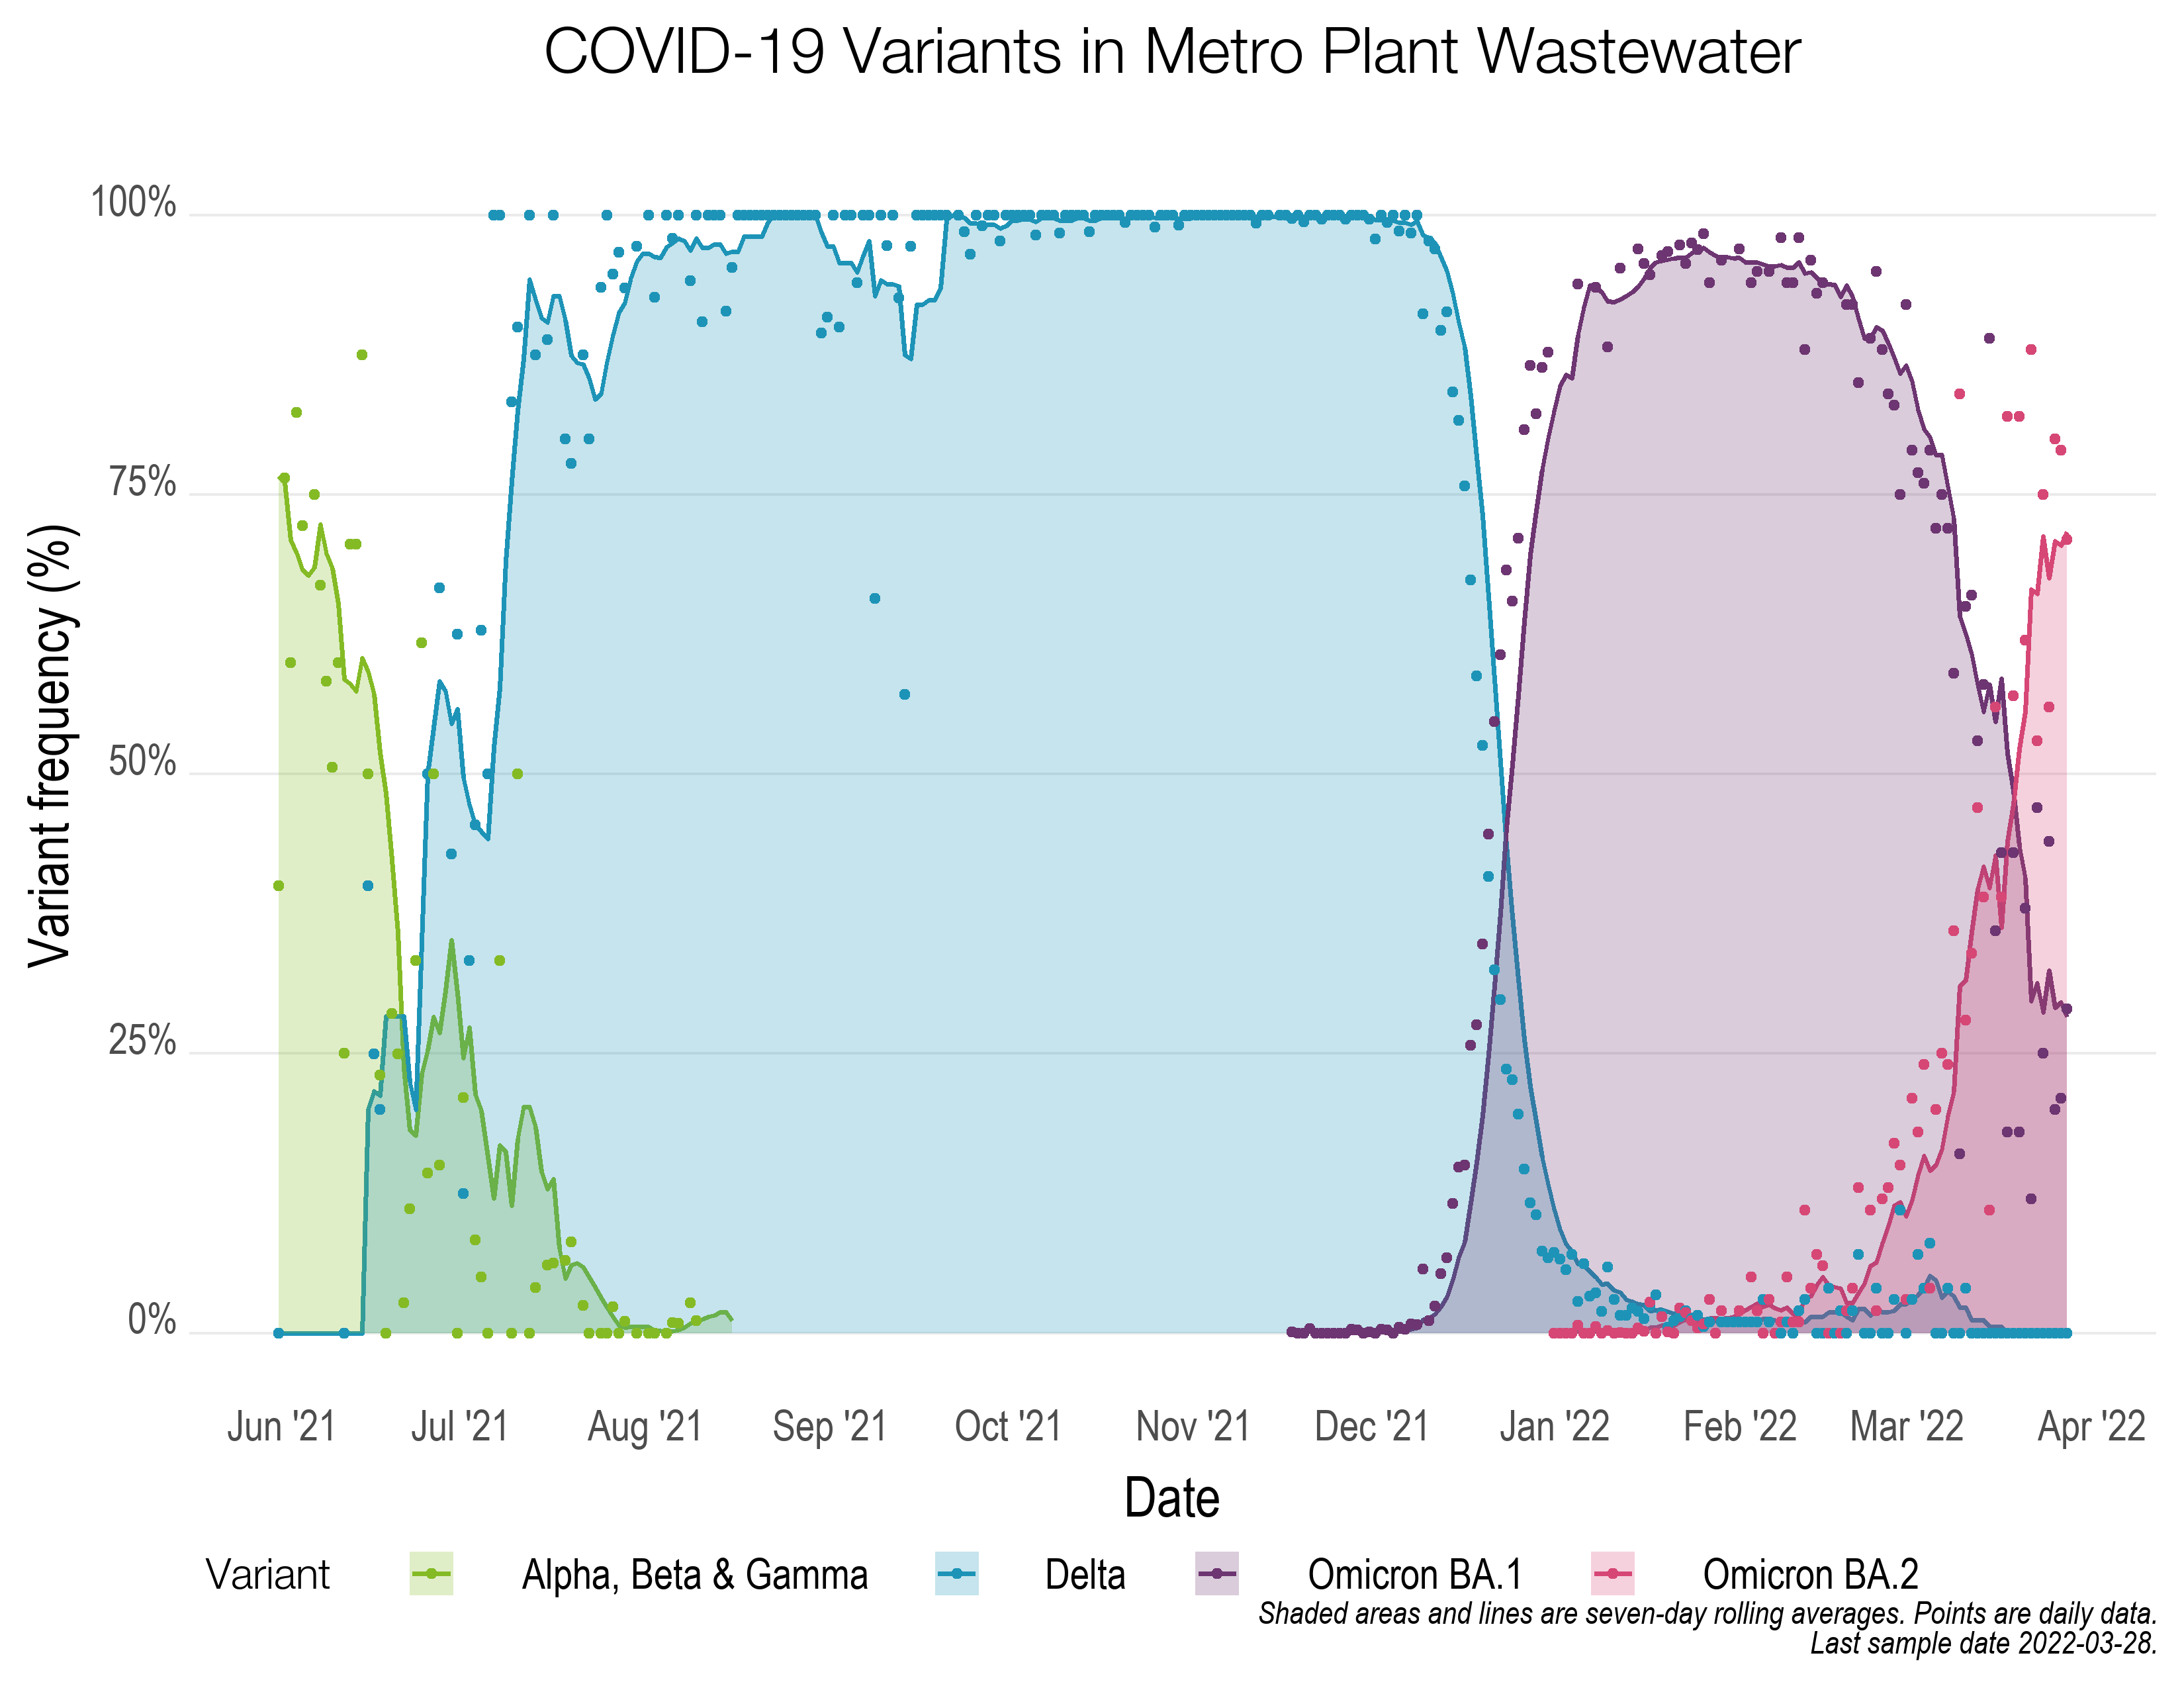 COVID-19 Variants in Metro Plant Wastewater
Variant frequency (%)
100%
75%
50%
25%
0%
Jun '21 Jul '21 Aug '21 Sep '21 Oct '21 Nov '21 Dec '21 Jan '22 Feb '22 Mar '22 Apr '22
Date
Variant Alpha, Beta & Gamma Delta Omicron BA.1 Omicron BA.2
Shaded areas and lines are seven-day rolling averages. Points are daily data.
Last sample date 2022-03-28.